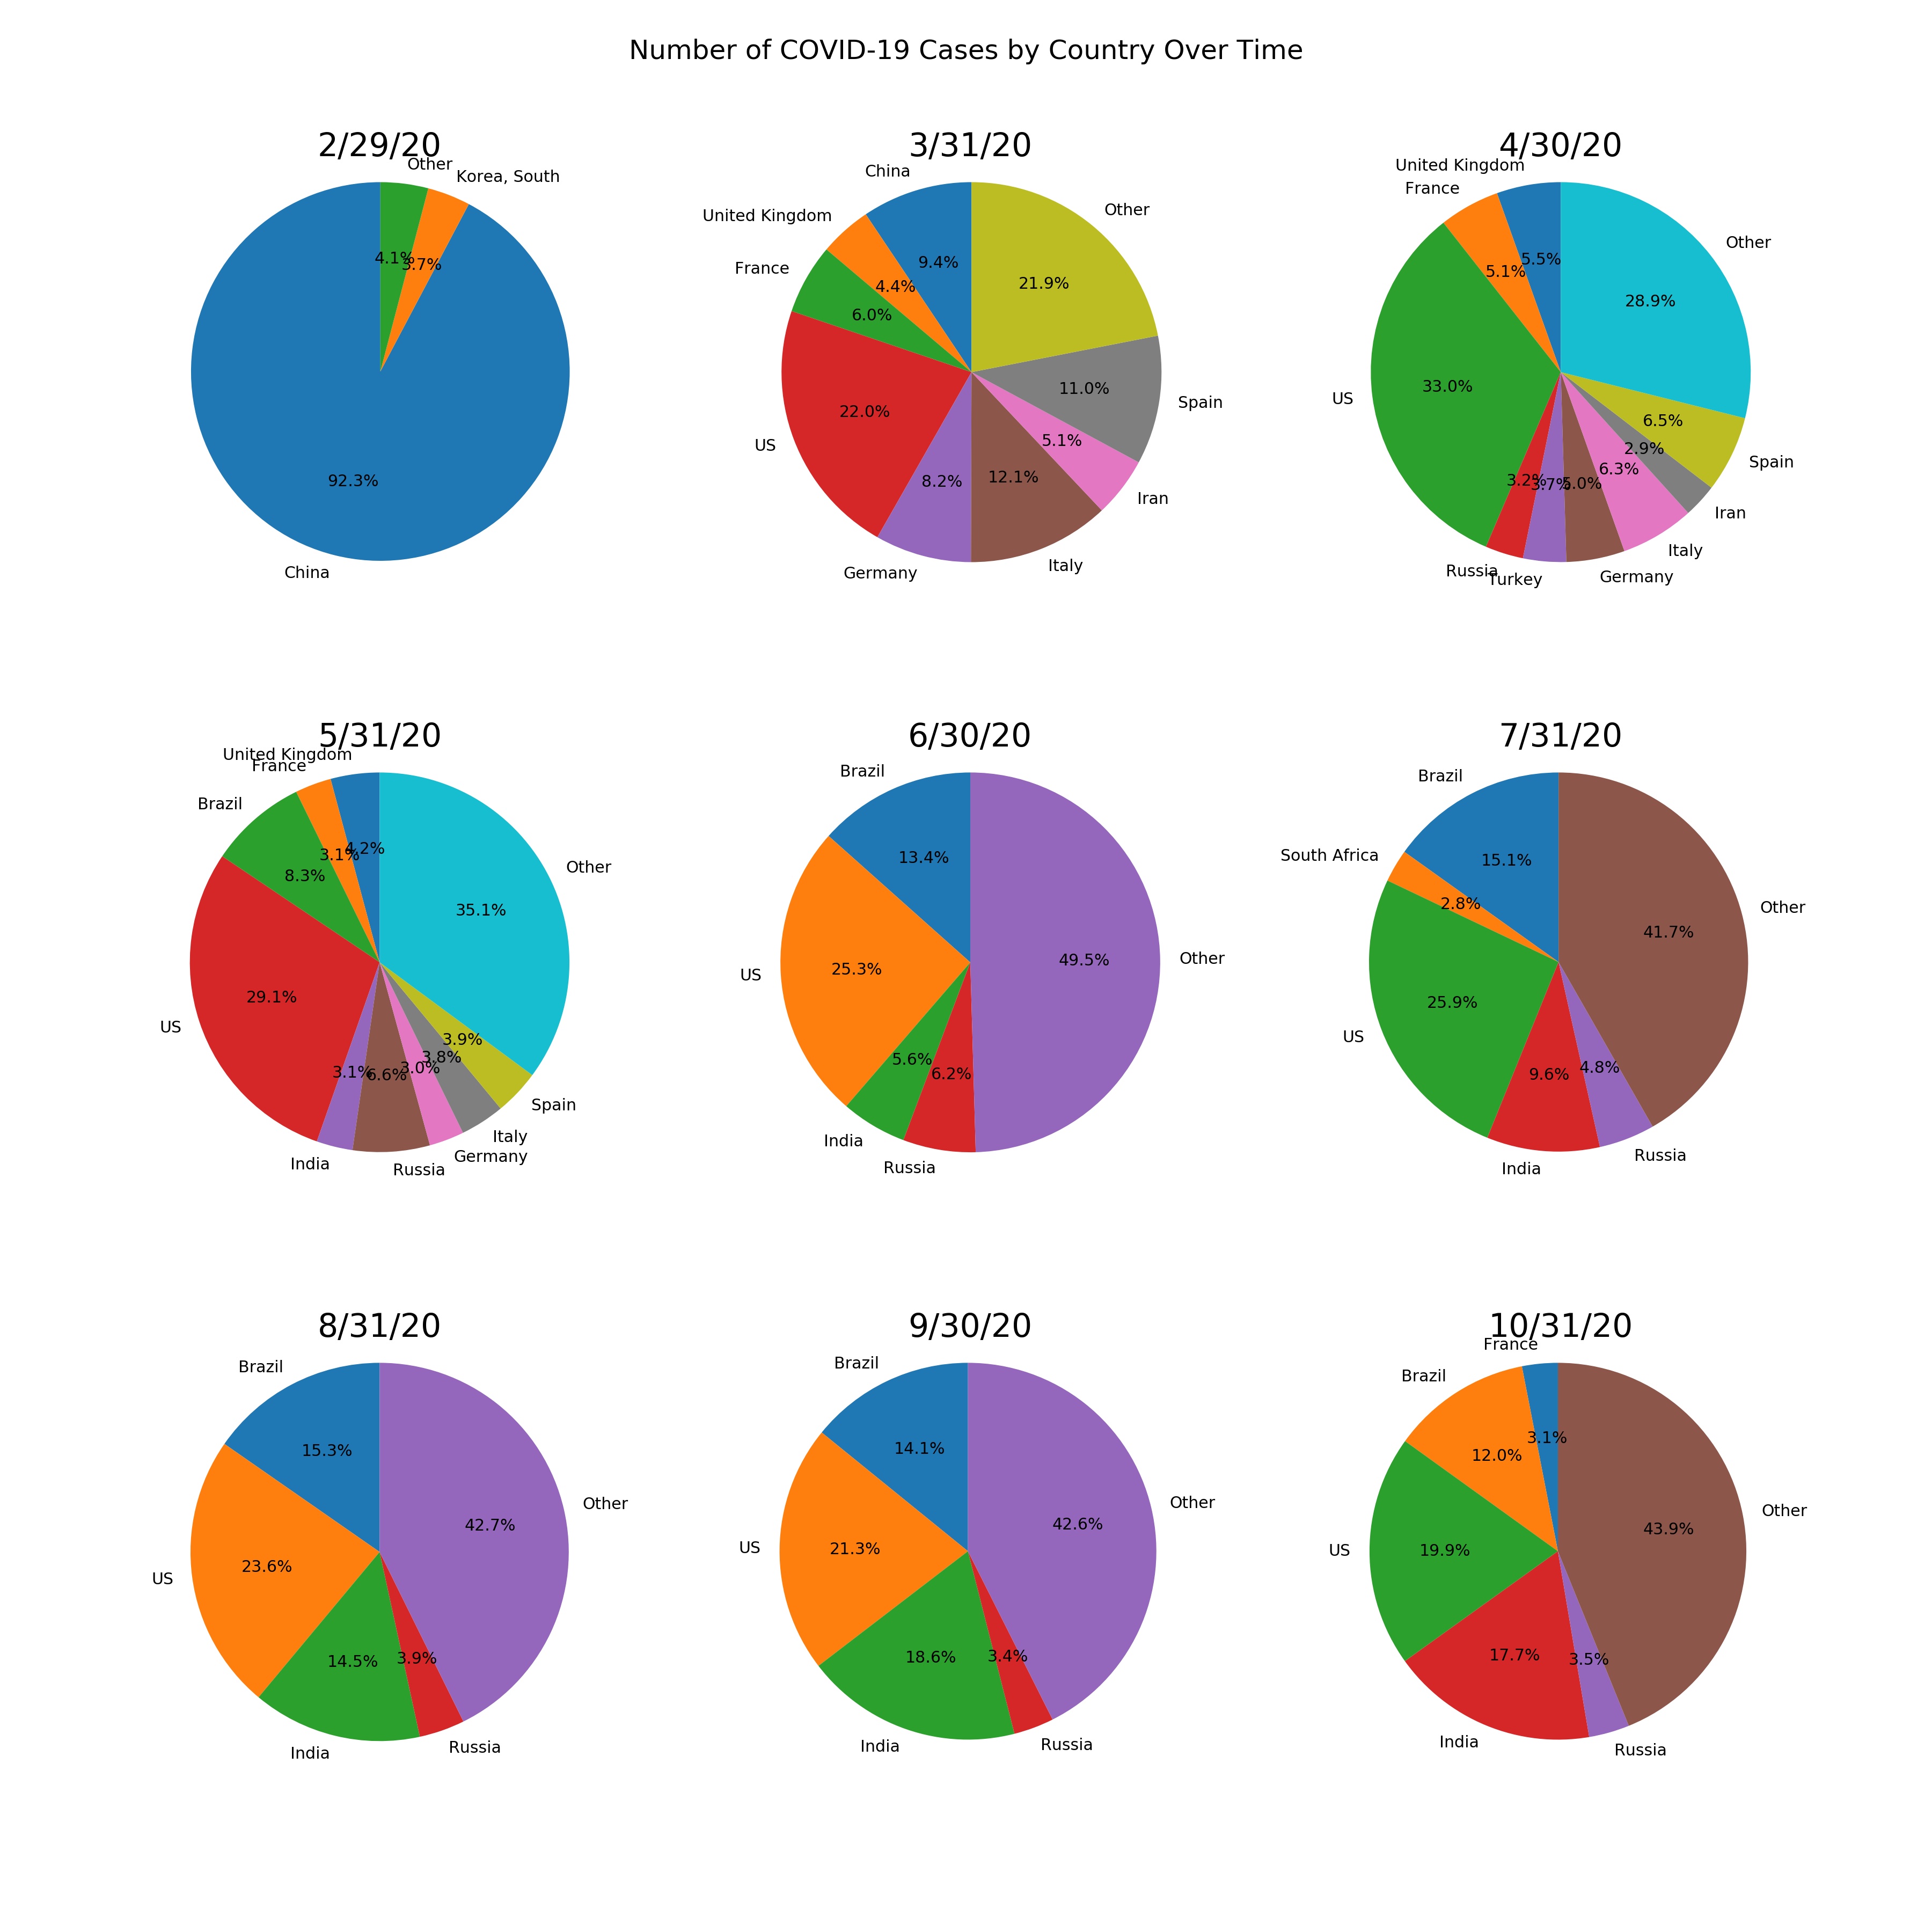 Number of COVID-19 Cases by Country Over Time
2/29/20
Other
Korea, South
4.1%
3.7%
92.3%
China
3/31/20
China
United Kingdom
Other
France
9.4%
4.4%
21.9%
6.0%
11.0%
Spain
22.0%
5.1%
US
8.2%
12.1%
Iran
Germany
Italy
4/30/20
United Kingdom
France
Other
5.5%
5.1%
28.9%
33.0%
US
6.5%
2.9%
Spain
6.3%
3.2%
3.7%
5.0%
Iran
Italy
Russia
Turkey
Germany
5/31/20
United Kingdom
France
Brazil
4.2%
3.1%
Other
8.3%
35.1%
29.1%
US
3.9%
3.8%
3.0%
3.1%
6.6%
Spain
Italy
Germany
India
Russia
6/30/20
Brazil
13.4%
49.5%
Other
US
25.3%
5.6%
6.2%
India
Russia
7/31/20
Brazil
South Africa
15.1%
2.8%
Other
41.7%
25.9%
US
9.6%
4.8%
India
Russia
8/31/20
Brazil
15.3%
Other
42.7%
23.6%
US
14.5%
3.9%
India
Russia
9/30/20
Brazil
14.1%
Other
42.6%
US
21.3%
18.6%
3.4%
India
Russia
10/31/20
France
Brazil
3.1%
12.0%
Other
43.9%
US
19.9%
17.7%
3.5%
India
Russia